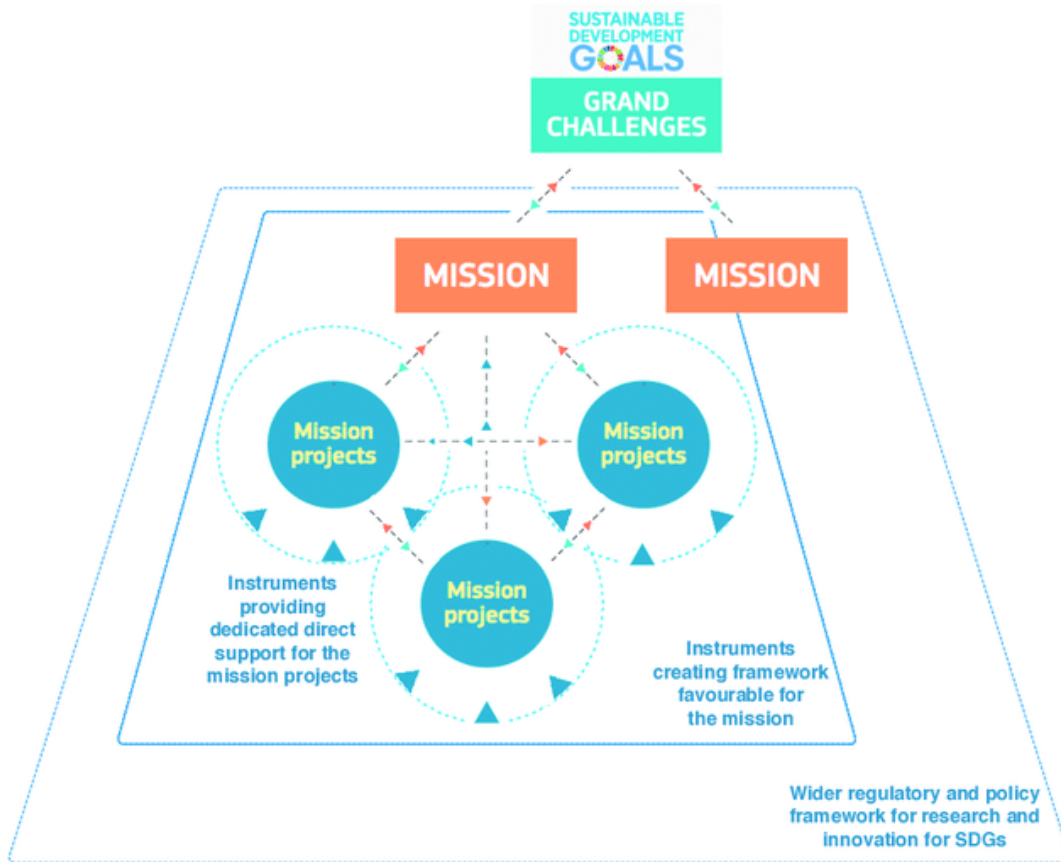 SUSTAINABLE
DEVELOPMENT
GOALS
GRAND
CHALLENGES
MISSION
MISSION
Mission
projects
Mission
projects
Mission
projects
Instruments
providing
dedicated direct
support for the
mission projects
Instruments
creating framework
favourable for
the mission
Wider regulatory and policy
framework for research and
innovation for SDGs